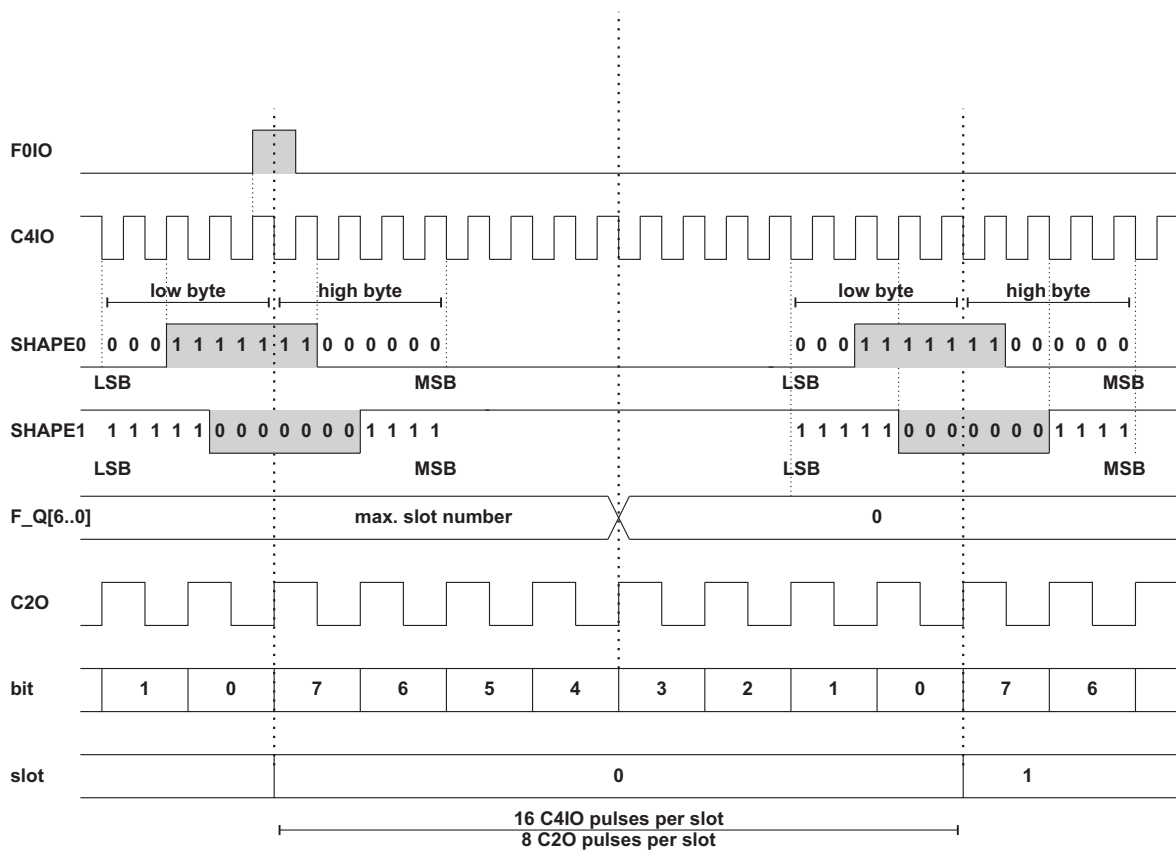 F0IO
C4IO
low byte high byte low byte high byte
SHAPE0 0 0 0 1 1 1 1 1 1 1 0 0 0 0 0 0 0 0 0 1 1 1 1 1 1 1 0 0 0 0 0 0
LSB MSB LSB MSB
SHAPE1 1 1 1 1 1 0 0 0 0 0 0 0 1 1 1 1 1 1 1 1 1 0 0 0 0 0 0 0 1 1 1 1
LSB MSB LSB MSB
F_Q[6..0] max. slot number 0
C2O
bit 1 0 7 6 5 4 3 2 1 0 7 6
slot 0 1
16 C4IO pulses per slot
8 C2O pulses per slot